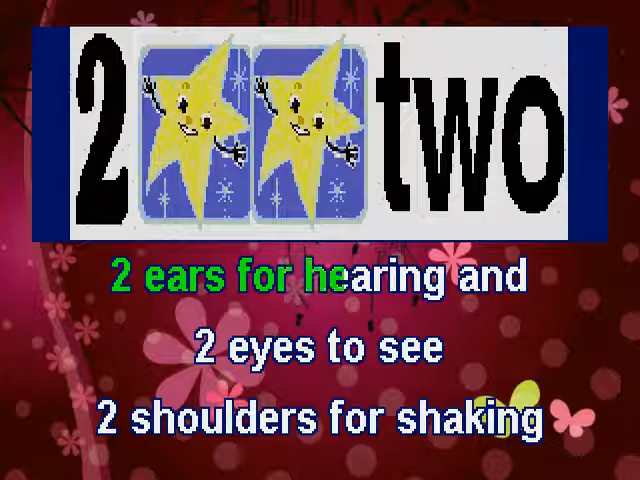 2 two
2 ears for hearing and
2 eyes to see
2 shoulders for shaking